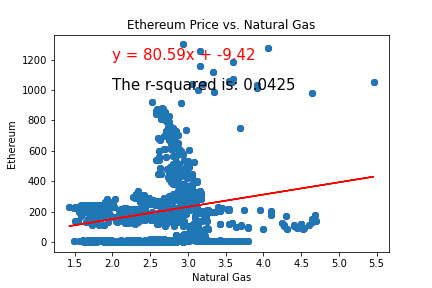 Ethereum Price vs. Natural Gas
y = 80.59x + -9.42
The r-squared is: 0.0425
Ethereum
1200
1000
800
600
400
200
0
1.5 2.0 2.5 3.0 3.5 4.0 4.5 5.0 5.5
Natural Gas